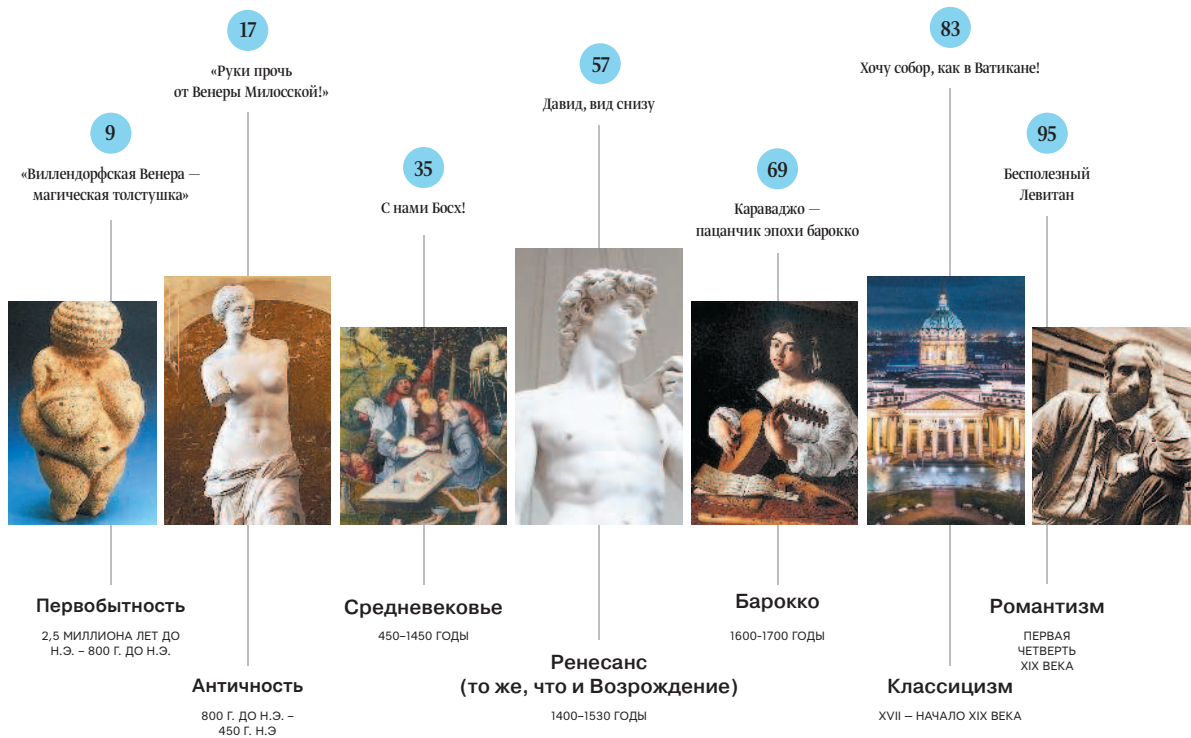 9
«Виллендорфская Венера —
магическая толстушка»
17
«Руки прочь
от Венеры Милосской!»
35
С нами Босх!
57
Давид, вид снизу
69
Караваджо —
пацанчик эпохи барокко
83
Хочу собор, как в Ватикане!
95
Бесполезный
Левитан
Первобытность
2,5 МИЛЛИОНА ЛЕТ ДО
Н.Э. – 800 Г. ДО Н.Э.
Античность
800 Г. ДО Н.Э. –
450 Г. Н.Э
Средневековье
450–1450 ГОДЫ
Ренесанс
(то же, что и Возрождение)
1400–1530 ГОДЫ
Барокко
1600-1700 ГОДЫ
Классицизм
XVII — НАЧАЛО XIX ВЕКА
Романтизм
ПЕРВАЯ
ЧЕТВЕРТЬ
XIX ВЕКА